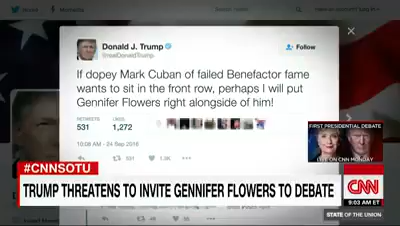 Donald J. Trump
@realDonaldTrump
Follow
If dopey Mark Cuban of failed Benefactor fame
wants to sit in the front row, perhaps I will put
Gennifer Flowers right alongside of him!
RETWEETS
LIKES
531
1,272
10:08 AM - 24 Sep 2016
531
1.3K
FIRST PRESIDENTIAL DEBATE
LIVE ON CNN MONDAY
#CNNSOTU
TRUMP THREATENS TO INVITE GENNIFER FLOWERS TO DEBATE
CNN
9:03 AM ET
STATE OF THE UNION